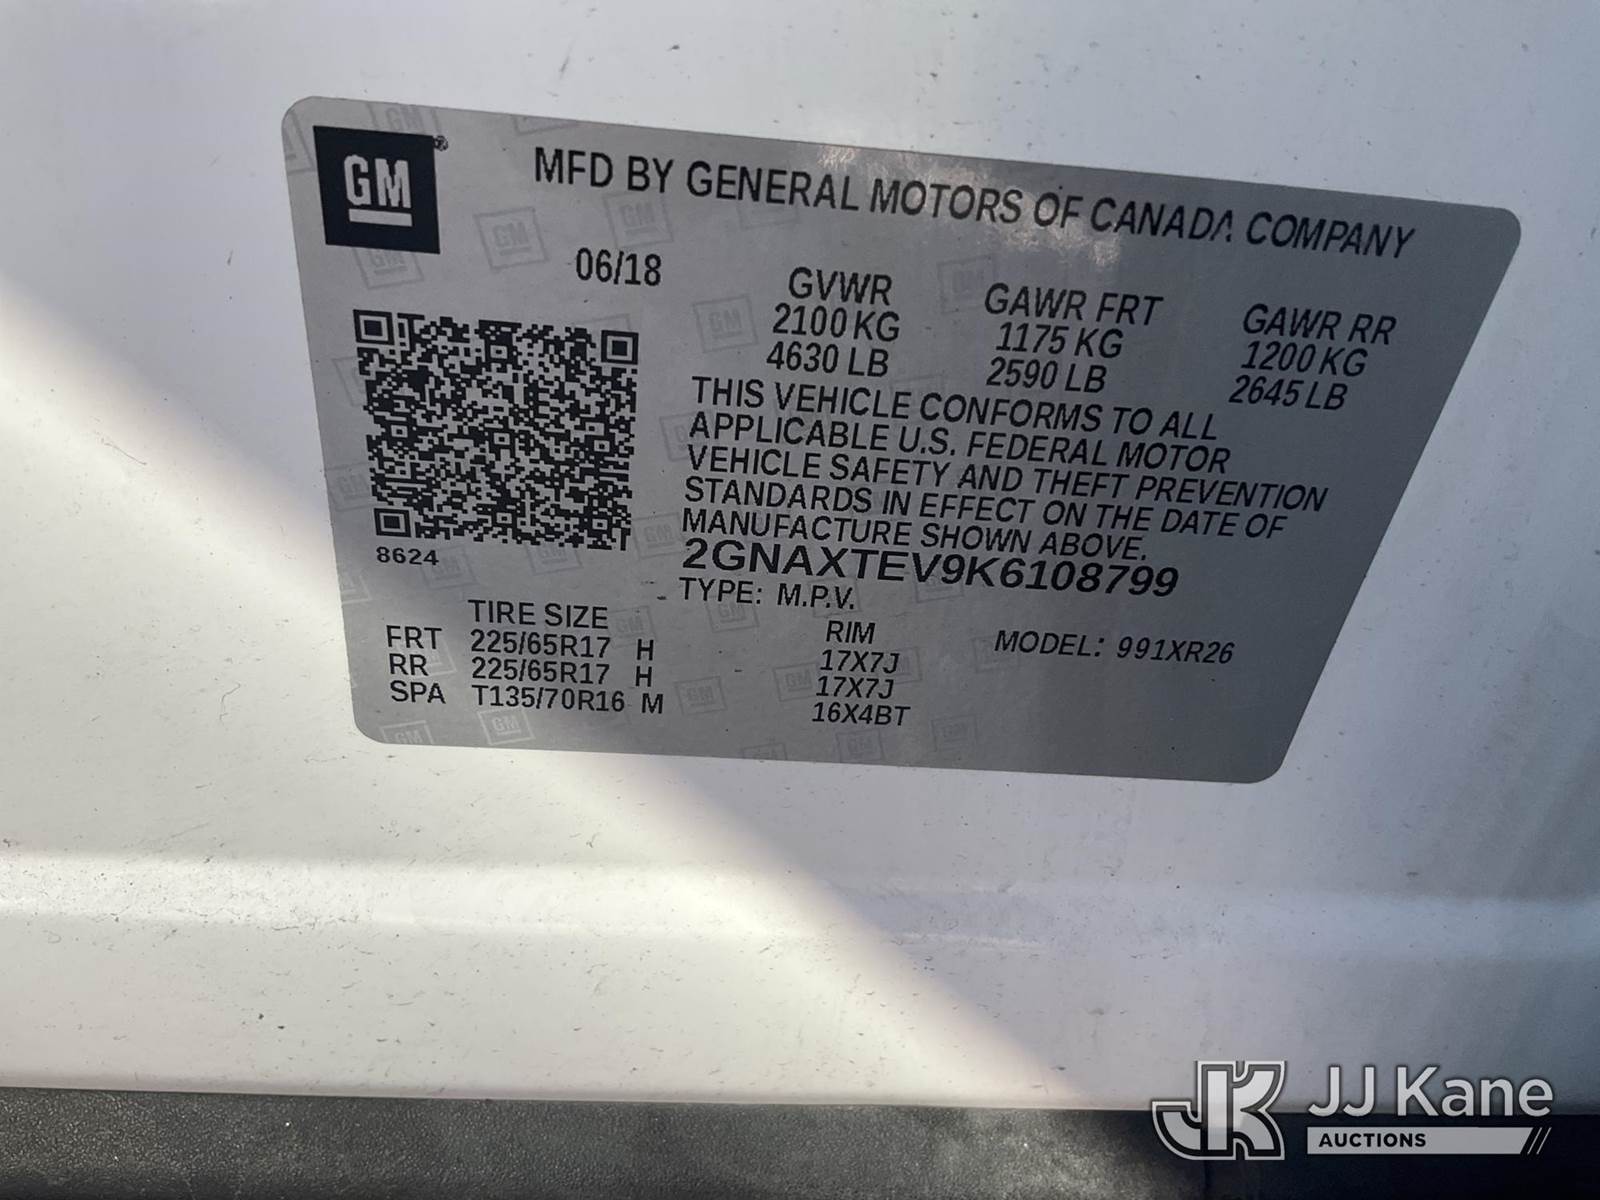 GM®
MFD BY GENERAL MOTORS OF CANADA COMPANY
06/18
GVWR
2100 KG
4630 LB
GAWR FRT
1175 KG
2590 LB
GAWR RR
1200 KG
2645 LB
THIS VEHICLE CONFORMS TO ALL
APPLICABLE U.S. FEDERAL MOTOR
VEHICLE SAFETY AND THEFT PREVENTION
STANDARDS IN EFFECT ON THE DATE OF
MANUFACTURE SHOWN ABOVE.
2GNAXTEV9K6108799
TYPE: M.P.V.
8624
TIRE SIZE RIM MODEL: 991XR26
FRT 225/65R17 H 17X7J
RR 225/65R17 H 17X7J
SPA T135/70R16 M 16X4BT
JK JJ Kane
AUCTIONS